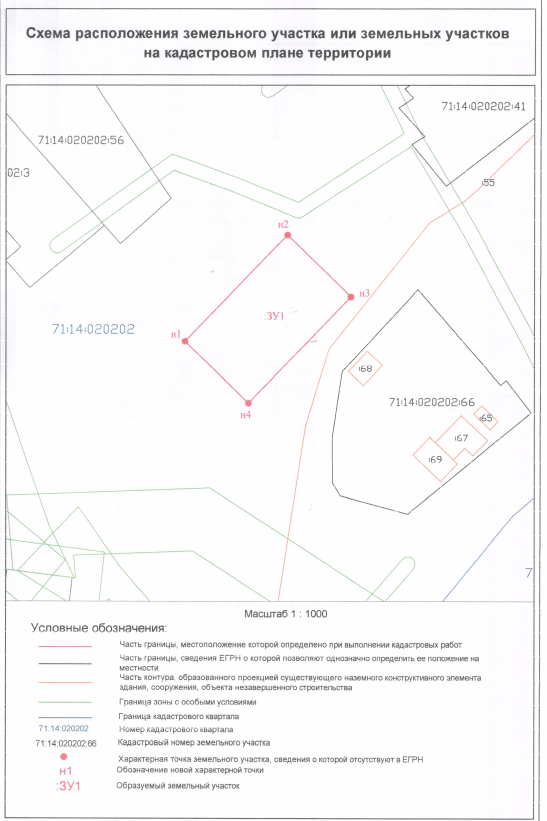 Схема расположения земельного участка или земельных участков
на кадастровом плане территории
71:14:020202:41
71:14:020202:56
02:3
:55
н2
н3
:ЗУ1
71:14:020202
н1
:68
н4
71:14:020202:66
:65
:67
:69
7
Масштаб 1 : 1000
Условные обозначения:
Часть границы, местоположение которой определено при выполнении кадастровых работ
Часть границы, сведения ЕГРН о которой позволяют однозначно определить ее положение на
местности
Часть контура, образованного проекцией существующего наземного конструктивного элемента
здания, сооружения, объекта незавершенного строительства
Граница зоны с особыми условиями
Граница кадастрового квартала
71:14:020202 Номер кадастрового квартала
71:14:020202:66 Кадастровый номер земельного участка
Характерная точка земельного участка, сведения о которой отсутствуют в ЕГРН
н1 Обозначение новой характерной точки
:ЗУ1 Образуемый земельный участок